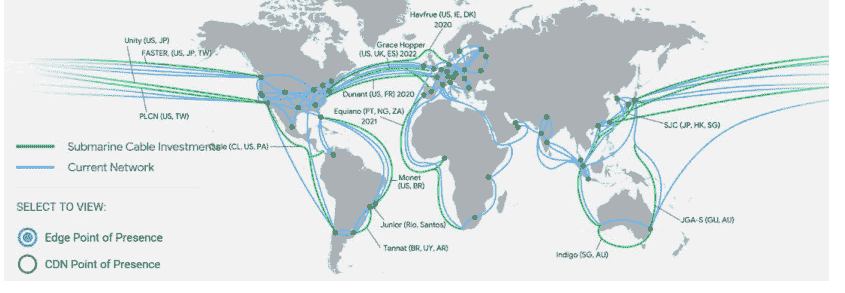 Havfrue (US, IE, DK)
2020
Unity (US, JP)
FASTER, (US, JP, TW)
Grace Hopper
(US, UK, ES) 2022
Dunant (US, FR) 2020
Equiano (PT, NG, ZA)
2021
PLCN (US, TW)
SJC (JP, HK, SG)
Submarine Cable Investments
(CL, US, PA)
Current Network
Monet
(US, BR)
SELECT TO VIEW:
Junior (Rio, Santos)
JGA-S (GU, AU)
Edge Point of Presence
Tannat (BR, UY, AR)
Indigo (SG, AU)
CDN Point of Presence